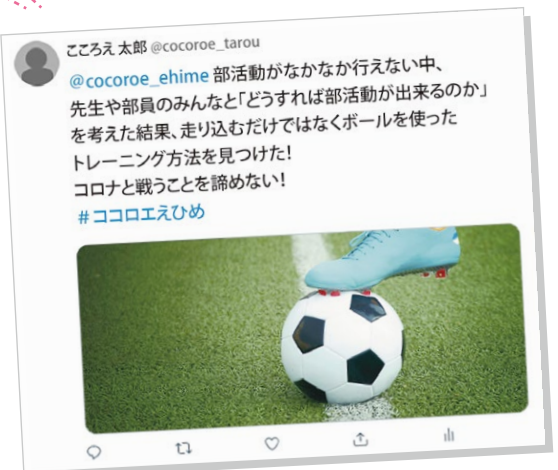 こころえ 太郎 @cocoroe_tarou
@cocoroe_ehime 部活動がなかなか行えない中、
先生や部員のみんなと「どうすれば部活動が出来るのか」
を考えた結果、走り込むだけではなくボールを使った
トレーニング方法を見つけた！
コロナと戦うことを諦めない！
#ココロエえひめ